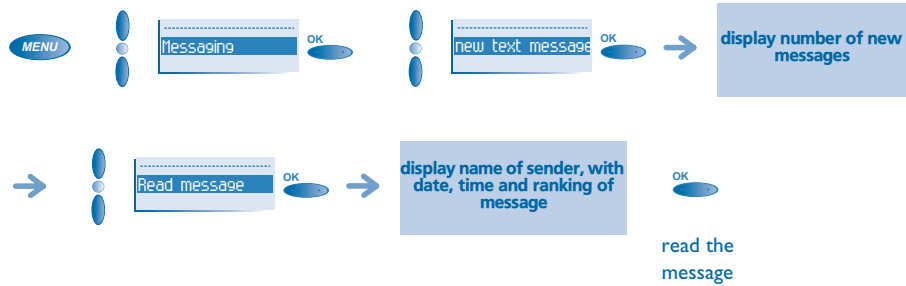 MENU
Messaging
OK
new text message
OK
display number of new
messages
Read message
OK
display name of sender, with
date, time and ranking of
message
OK
read the
message